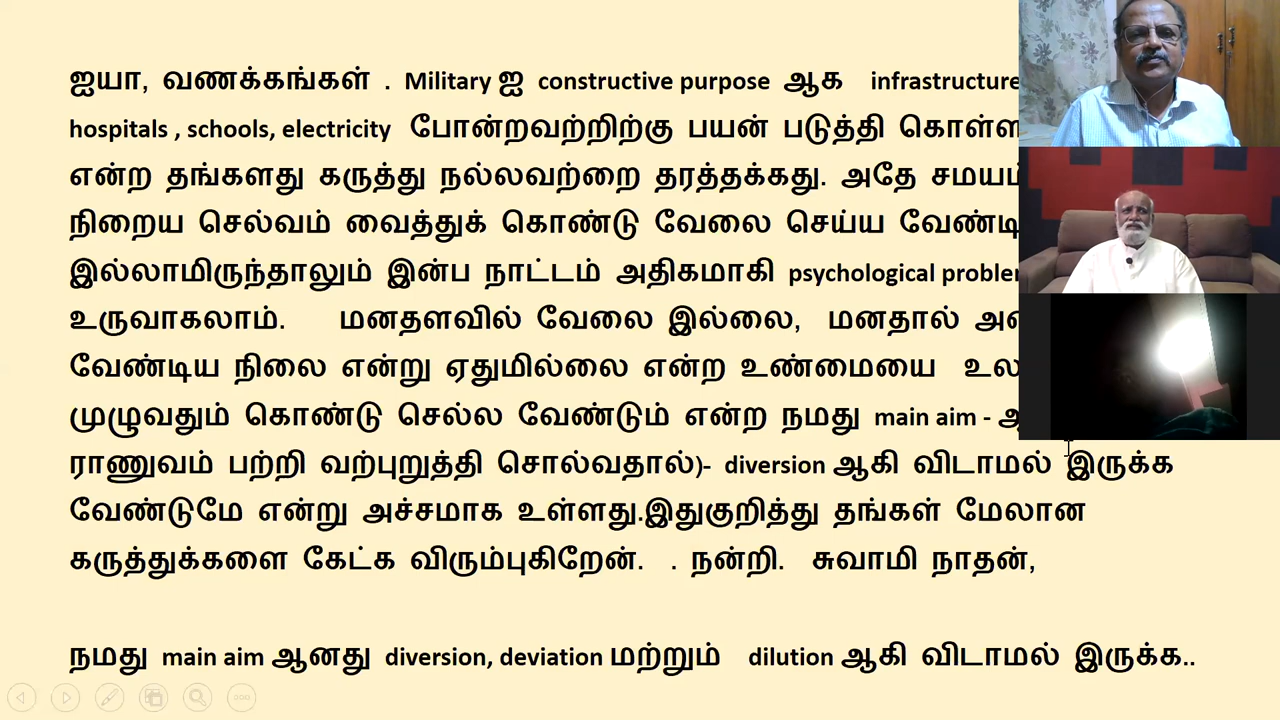 ஐயா, வணக்கங்கள் . Military ஐ constructive purpose ஆக infrastructure
hospitals , schools, electricity போன்றவற்றிற்கு பயன் படுத்தி
என்ற தங்களது கருத்து நல்லவற்றை தரத்தக்கது. அதே
நிறைய செல்வம் வைத்துக் கொண்டு வேலை செய்ய
இல்லாமிருந்தாலும் இன்ப நாட்டம் அதிகமாகி psychological
உருவாகலாம். மனதளவில் வேலை இல்லை, மனதால்
வேண்டிய நிலை என்று ஏதுமில்லை என்ற உண்மையை
முழுவதும் கொண்டு செல்ல வேண்டும் என்ற நமது main aim -
ராணுவம் பற்றி வற்புறுத்தி சொல்வதால்)- diversion ஆகி விடாமல் இருக்க
வேண்டுமே என்று அச்சமாக உள்ளது.இதுகுறித்து தங்கள் மேலான
கருத்துக்களை கேட்க விரும்புகிறேன். . நன்றி. சுவாமி நாதன்,
நமது main aim ஆனது diversion, deviation மற்றும் dilution ஆகி விடாமல் இருக்க..